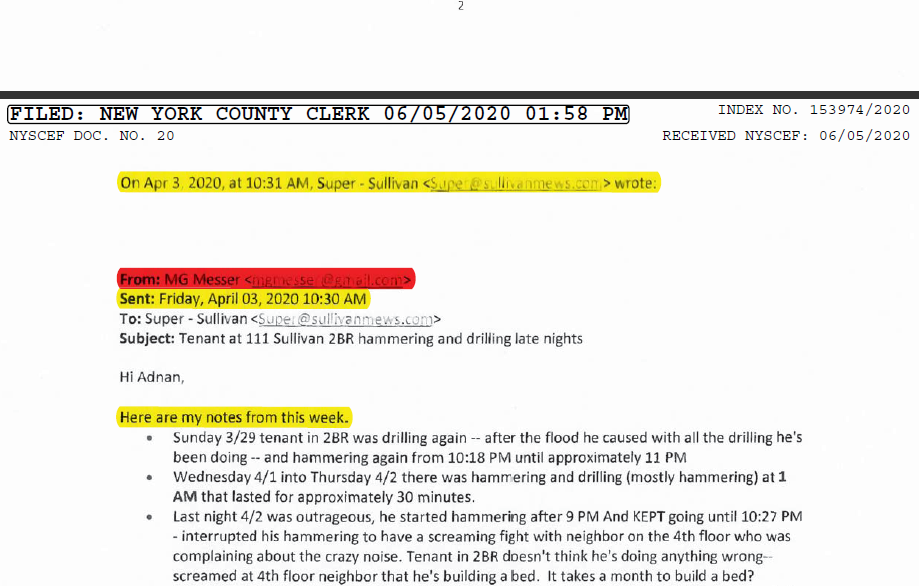 2
FILED: NEW YORK COUNTY CLERK 06/05/2020 01:58 PM
INDEX NO. 153974/2020
NYSCEF DOC. NO. 20
RECEIVED NYSCEF: 06/05/2020
On Apr 3, 2020, at 10:31 AM, Super - Sullivan <Super@sullivanmews.com> wrote:
From: MG Messer <mgmesser@gmail.com>
Sent: Friday, April 03, 2020 10:30 AM
To: Super - Sullivan <Super@sullivanmews.com>
Subject: Tenant at 111 Sullivan 2BR hammering and drilling late nights
Hi Adnan,
Here are my notes from this week.
• Sunday 3/29 tenant in 2BR was drilling again -- after the flood he caused with all the drilling he's
been doing -- and hammering again from 10:18 PM until approximately 11 PM
• Wednesday 4/1 into Thursday 4/2 there was hammering and drilling (mostly hammering) at 1
AM that lasted for approximately 30 minutes.
• Last night 4/2 was outrageous, he started hammering after 9 PM And KEPT going until 10:27 PM
- interrupted his hammering to have a screaming fight with neighbor on the 4th floor who was
complaining about the crazy noise. Tenant in 2BR doesn't think he's doing anything wrong--
screamed at 4th floor neighbor that he's building a bed. It takes a month to build a bed?